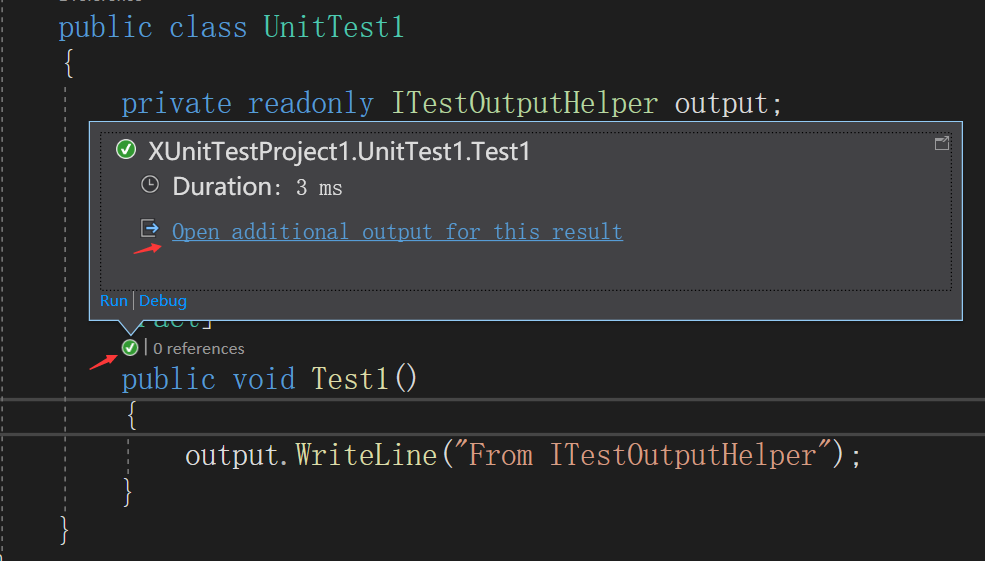 public class UnitTest1
{
private readonly ITestOutputHelper output;
XUnitTestProject1.UnitTest1.Test1
Duration: 3 ms
Open additional output for this result
Run | Debug
| 0 references
public void Test1()
{
output.WriteLine("From ITestOutputHelper");
}
}